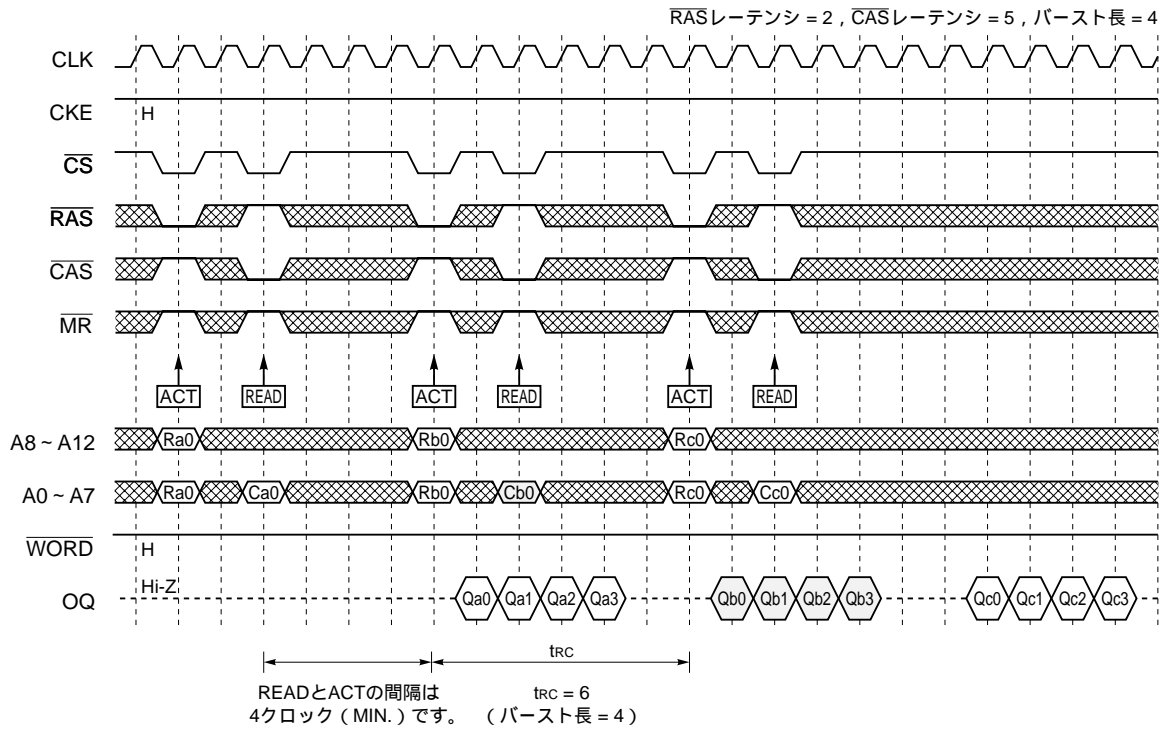 RASレーテンシ = 2 , CASレーテンシ = 5 , バースト長 = 4
CLK
CKE H
CS
RAS
CAS
MR
ACT READ ACT READ ACT READ
A8 ~ A12 Ra0 Rb0 Rc0
A0 ~ A7 Ra0 Ca0 Rb0 Cb0 Rc0 Cc0
WORD H
OQ Hi-Z Qa0 Qa1 Qa2 Qa3 Qb0 Qb1 Qb2 Qb3 Qc0 Qc1 Qc2 Qc3
tRC
READとACTの間隔は tRC = 6
4クロック ( MIN. ) です。 ( バースト長 = 4 )